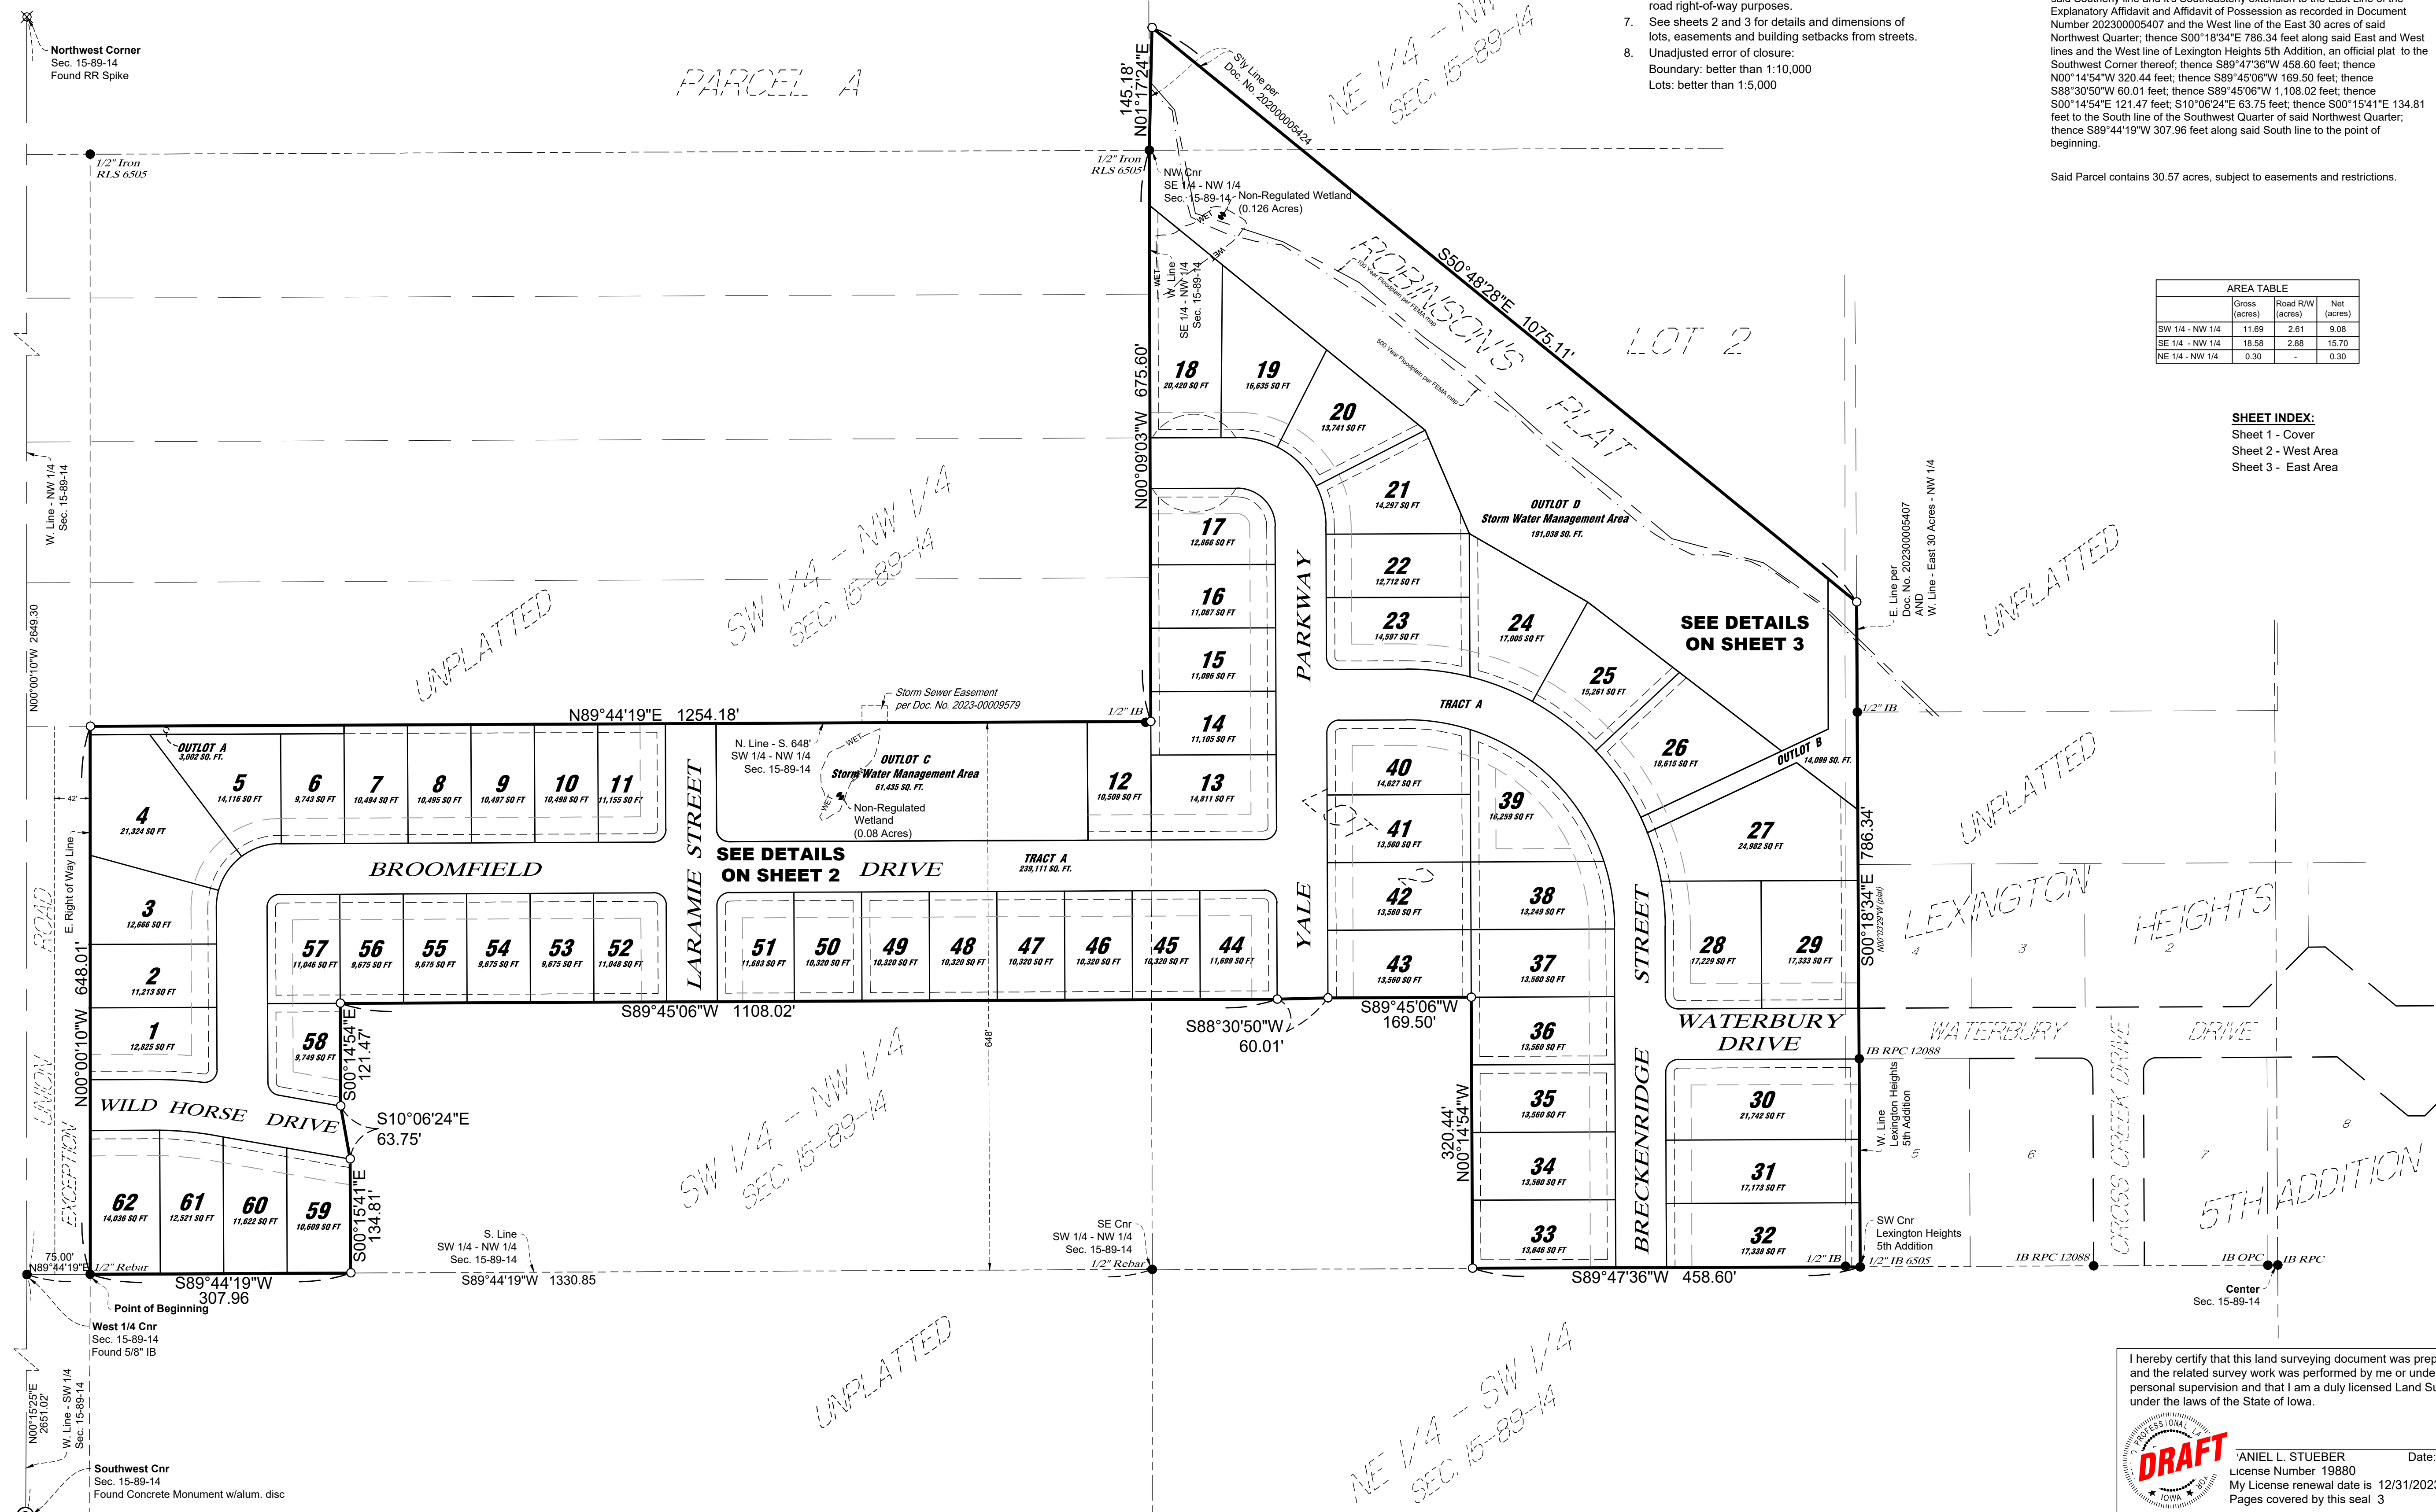 Northwest Corner
Sec. 15-89-14
Found RR Spike
PARCEL A
145.18'
N01°17'24"E
S'ly Line per
Doc. No. 202000005424
NE 1/4 - NW
SEC. 15-89-14
road right-of-way purposes.
7. See sheets 2 and 3 for details and dimensions of
lots, easements and building setbacks from streets.
8. Unadjusted error of closure:
Boundary: better than 1:10,000
Lots: better than 1:5,000
Explanatory Affidavit and Affidavit of Possession as recorded in Document
Number 202300005407 and the West line of the East 30 acres of said
Northwest Quarter; thence S00°18'34"E 786.34 feet along said East and West
lines and the West line of Lexington Heights 5th Addition, an official plat to the
Southwest Corner thereof; thence S89°47'36"W 458.60 feet; thence
N00°14'54"W 320.44 feet; thence S89°45'06"W 169.50 feet; thence
S88°30'50"W 60.01 feet; thence S89°45'06"W 1,108.02 feet; thence
S00°14'54"E 121.47 feet; S10°06'24"E 63.75 feet; thence S00°15'41"E 134.81
feet to the South line of the Southwest Quarter of said Northwest Quarter;
thence S89°44'19"W 307.96 feet along said South line to the point of
beginning.
Said Parcel contains 30.57 acres, subject to easements and restrictions.
1/2" Iron
RLS 6505
1/2" Iron
RLS 6505
NW Cnr
SE 1/4 - NW 1/4
Sec. 15-89-14
Non-Regulated Wetland
(0.126 Acres)
WET
WET
WET
W. Line
SE 1/4 - NW 1/4
Sec. 15-89-14
ROBINSON'S
PLAT
LOT 2
S50°48'28"E 1075.11'
100 Year Floodplain per FEMA map
500 Year Floodplain per FEMA map
AREA TABLE
Gross (acres) Road R/W (acres) Net (acres)
SW 1/4 - NW 1/4 11.69 2.61 9.08
SE 1/4 - NW 1/4 18.58 2.88 15.70
NE 1/4 - NW 1/4 0.30 - 0.30
SHEET INDEX:
Sheet 1 - Cover
Sheet 2 - West Area
Sheet 3 - East Area
W. Line - NW 1/4
Sec. 15-89-14
N00°00'10"W 2649.30
UNPLATTED
SW 1/4 - NW 1/4
SEC. 15-89-14
N00°09'03"W 675.60'
18
20,420 SQ FT
19
16,635 SQ FT
20
13,741 SQ FT
21
14,297 SQ FT
22
12,712 SQ FT
23
14,597 SQ FT
24
17,005 SQ FT
25
15,261 SQ FT
26
18,615 SQ FT
27
24,982 SQ FT
28
17,229 SQ FT
29
17,333 SQ FT
17
12,866 SQ FT
16
11,087 SQ FT
15
11,096 SQ FT
14
11,105 SQ FT
13
14,811 SQ FT
12
10,509 SQ FT
OUTLOT D
Storm Water Management Area
191,038 SQ. FT.
SEE DETAILS
ON SHEET 3
E. Line per
Doc. No. 202300005407
AND
W. Line - East 30 Acres - NW 1/4
UNPLATTED
UNPLATTED
1/2" IB
OUTLOT B
14,099 SQ. FT.
TRACT A
YALE PARKWAY
N89°44'19"E 1254.18'
Storm Sewer Easement
per Doc. No. 2023-00009579
1/2" IB
N. Line - S. 648'
SW 1/4 - NW 1/4
Sec. 15-89-14
WET
WET
OUTLOT C
Storm Water Management Area
61,435 SQ. FT.
Non-Regulated
Wetland
(0.08 Acres)
OUTLOT A
3,002 SQ. FT.
42'
4
21,324 SQ FT
5
14,116 SQ FT
6
9,743 SQ FT
7
10,494 SQ FT
8
10,495 SQ FT
9
10,497 SQ FT
10
10,498 SQ FT
11
11,155 SQ FT
LARAMIE STREET
SEE DETAILS
ON SHEET 2
BROOMFIELD DRIVE
TRACT A
239,111 SQ. FT.
E. Right of Way Line
UNION ROAD
EXCEPTION
N00°00'10"W 648.01'
3
12,666 SQ FT
2
11,213 SQ FT
1
12,825 SQ FT
57
11,046 SQ FT
56
9,675 SQ FT
55
9,675 SQ FT
54
9,675 SQ FT
53
9,675 SQ FT
52
11,048 SQ FT
51
11,683 SQ FT
50
10,320 SQ FT
49
10,320 SQ FT
48
10,320 SQ FT
47
10,320 SQ FT
46
10,320 SQ FT
45
10,320 SQ FT
44
11,699 SQ FT
40
14,627 SQ FT
41
13,560 SQ FT
42
13,560 SQ FT
43
13,560 SQ FT
39
16,259 SQ FT
38
13,249 SQ FT
37
13,560 SQ FT
36
13,560 SQ FT
35
13,560 SQ FT
34
13,560 SQ FT
33
13,646 SQ FT
BRECKENRIDGE STREET
WATERBURY
DRIVE
30
21,742 SQ FT
31
17,173 SQ FT
32
17,338 SQ FT
S00°18'34"E 786.34'
N00°03'29"W (plat)
LEXINGTON HEIGHTS
4
3
2
WATERBURY DRIVE
IB RPC 12088
W. Line
Lexington Heights
5th Addition
5
6
7
8
CROSS CREEK DRIVE
5TH ADDITION
S89°45'06"W 1108.02'
S88°30'50"W
60.01'
S89°45'06"W
169.50'
320.44'
N00°14'54"W
648'
58
9,749 SQ FT
S00°14'54"E
121.47'
S10°06'24"E
63.75'
WILD HORSE DRIVE
62
14,036 SQ FT
61
12,521 SQ FT
60
11,622 SQ FT
59
10,609 SQ FT
S00°15'41"E
134.81'
SW 1/4 - NW 1/4
SEC. 15-89-14
S. Line
SW 1/4 - NW 1/4
Sec. 15-89-14
SE Cnr
SW 1/4 - NW 1/4
Sec. 15-89-14
1/2" Rebar
75.00'
N89°44'19"E
1/2" Rebar
S89°44'19"W
307.96
S89°44'19"W 1330.85
S89°47'36"W 458.60'
1/2" IB
1/2" IB 6505
SW Cnr
Lexington Heights
5th Addition
IB RPC 12088
IB OPC
IB RPC
Center
Sec. 15-89-14
Point of Beginning
West 1/4 Cnr
Sec. 15-89-14
Found 5/8" IB
N00°15'25"E
2651.02'
W. Line - SW 1/4
Sec. 15-89-14
Southwest Cnr
Sec. 15-89-14
Found Concrete Monument w/alum. disc
UNPLATTED
NE 1/4 - SW 1/4
SEC. 15-89-14
I hereby certify that this land surveying document was prep
and the related survey work was performed by me or unde
personal supervision and that I am a duly licensed Land Su
under the laws of the State of Iowa.
PROFESSIONAL LA
IOWA
DRAFT
ANIEL L. STUEBER Date:
License Number 19880
My License renewal date is 12/31/202
Pages covered by this seal 3